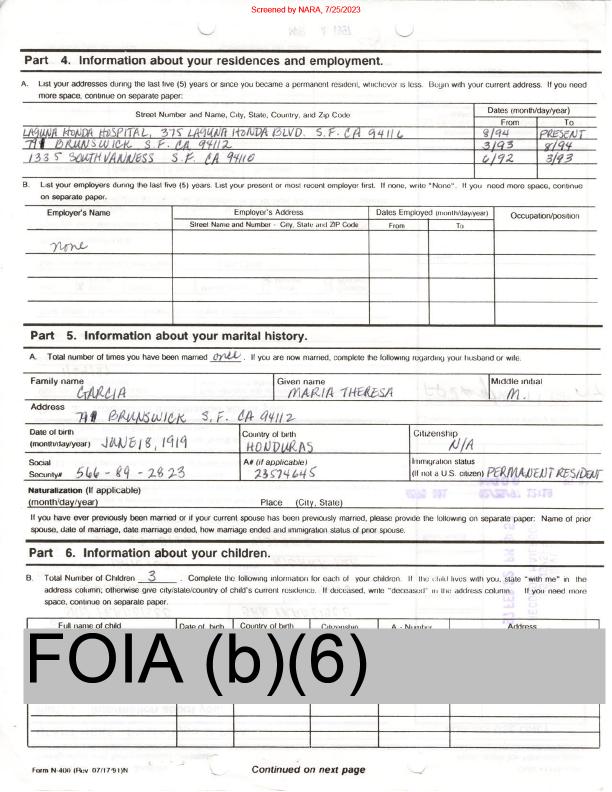 Screened by NARA, 7/25/2023
Part 4. Information about your residences and employment.
A. List your addresses during the last five (5) years or since you became a permanent resident, whichever is less. Begin with your current address. If you need
more space, continue on separate paper:
Street Number and Name, City, State, Country, and Zip Code
Dates (month/day/year)
From To
LAGUNA HONDA HOSPITAL, 375 LAGUNA HONDA BLVD. S.F. CA 94116 8/94 PRESENT
BRUNSWICK S.F. CA 94112 3/93 8/94
1335 SOUTH VANNESS S.F. CA 94110 6/92 3/93
B. List your employers during the last five (5) years. List your present or most recent employer first. If none, write "None". If you need more space, continue
on separate paper.
Employer's Name Employer's Address Dates Employed (month/day/year) Occupation/position
Street Name and Number - City, State and ZIP Code From To
none
Part 5. Information about your marital history.
A. Total number of times you have been married once. If you are now married, complete the following regarding your husband or wife.
Family name GARCIA Given name MARIA THERESA Middle initial M.
Address BRUNSWICK S.F. CA 94112
Date of birth (month/day/year) JUNE 18, 1919 Country of birth HONDURAS Citizenship N/A
Social Security# 566-89-2823 A# (if applicable) 23574645 Immigration status (If not a U.S. citizen) PERMANENT RESIDENT
Naturalization (If applicable)
(month/day/year) Place (City, State)
If you have ever previously been married or if your current spouse has been previously married, please provide the following on separate paper: Name of prior
spouse, date of marriage, date marriage ended, how marriage ended and immigration status of prior spouse.
Part 6. Information about your children.
B. Total Number of Children 3. Complete the following information for each of your children. If the child lives with you, state "with me" in the
address column; otherwise give city/state/country of child's current residence. If deceased, write "deceased" in the address column. If you need more
space, continue on separate paper.
Full name of child Date of birth Country of birth Citizenship A - Number Address
FOIA (b)(6)
Form N-400 (Rev 07/17/91)N Continued on next page